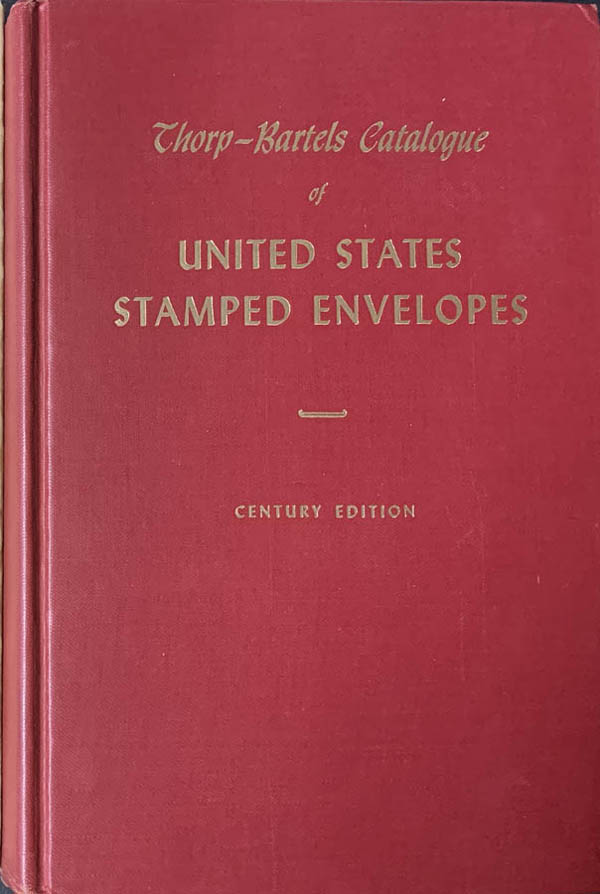 Thorp-Bartels Catalogue
of
UNITED STATES
STAMPED ENVELOPES
CENTURY EDITION